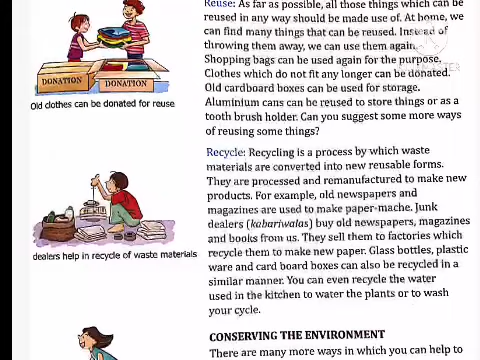 DONATION
DONATION
Old clothes can be donated for reuse
Reuse: As far as possible, all those things which can be
reused in any way should be made use of. At home, we
can find many things that can be reused. Instead of
throwing them away, we can use them again.
Shopping bags can be used again for the purpose.
Clothes which do not fit any longer can be donated.
Old cardboard boxes can be used for storage.
Aluminium cans can be reused to store things or as a
tooth brush holder. Can you suggest some more ways
of reusing some things?
Recycle: Recycling is a process by which waste
materials are converted into new reusable forms.
They are processed and remanufactured to make new
products. For example, old newspapers and
magazines are used to make paper-mache. Junk
dealers (kabariwalas) buy old newspapers, magazines
and books from us. They sell them to factories which
recycle them to make new paper. Glass bottles, plastic
ware and card board boxes can also be recycled in a
similar manner. You can even recycle the water
used in the kitchen to water the plants or to wash
your cycle.
dealers help in recycle of waste materials
CONSERVING THE ENVIRONMENT
There are many more ways in which you can help to